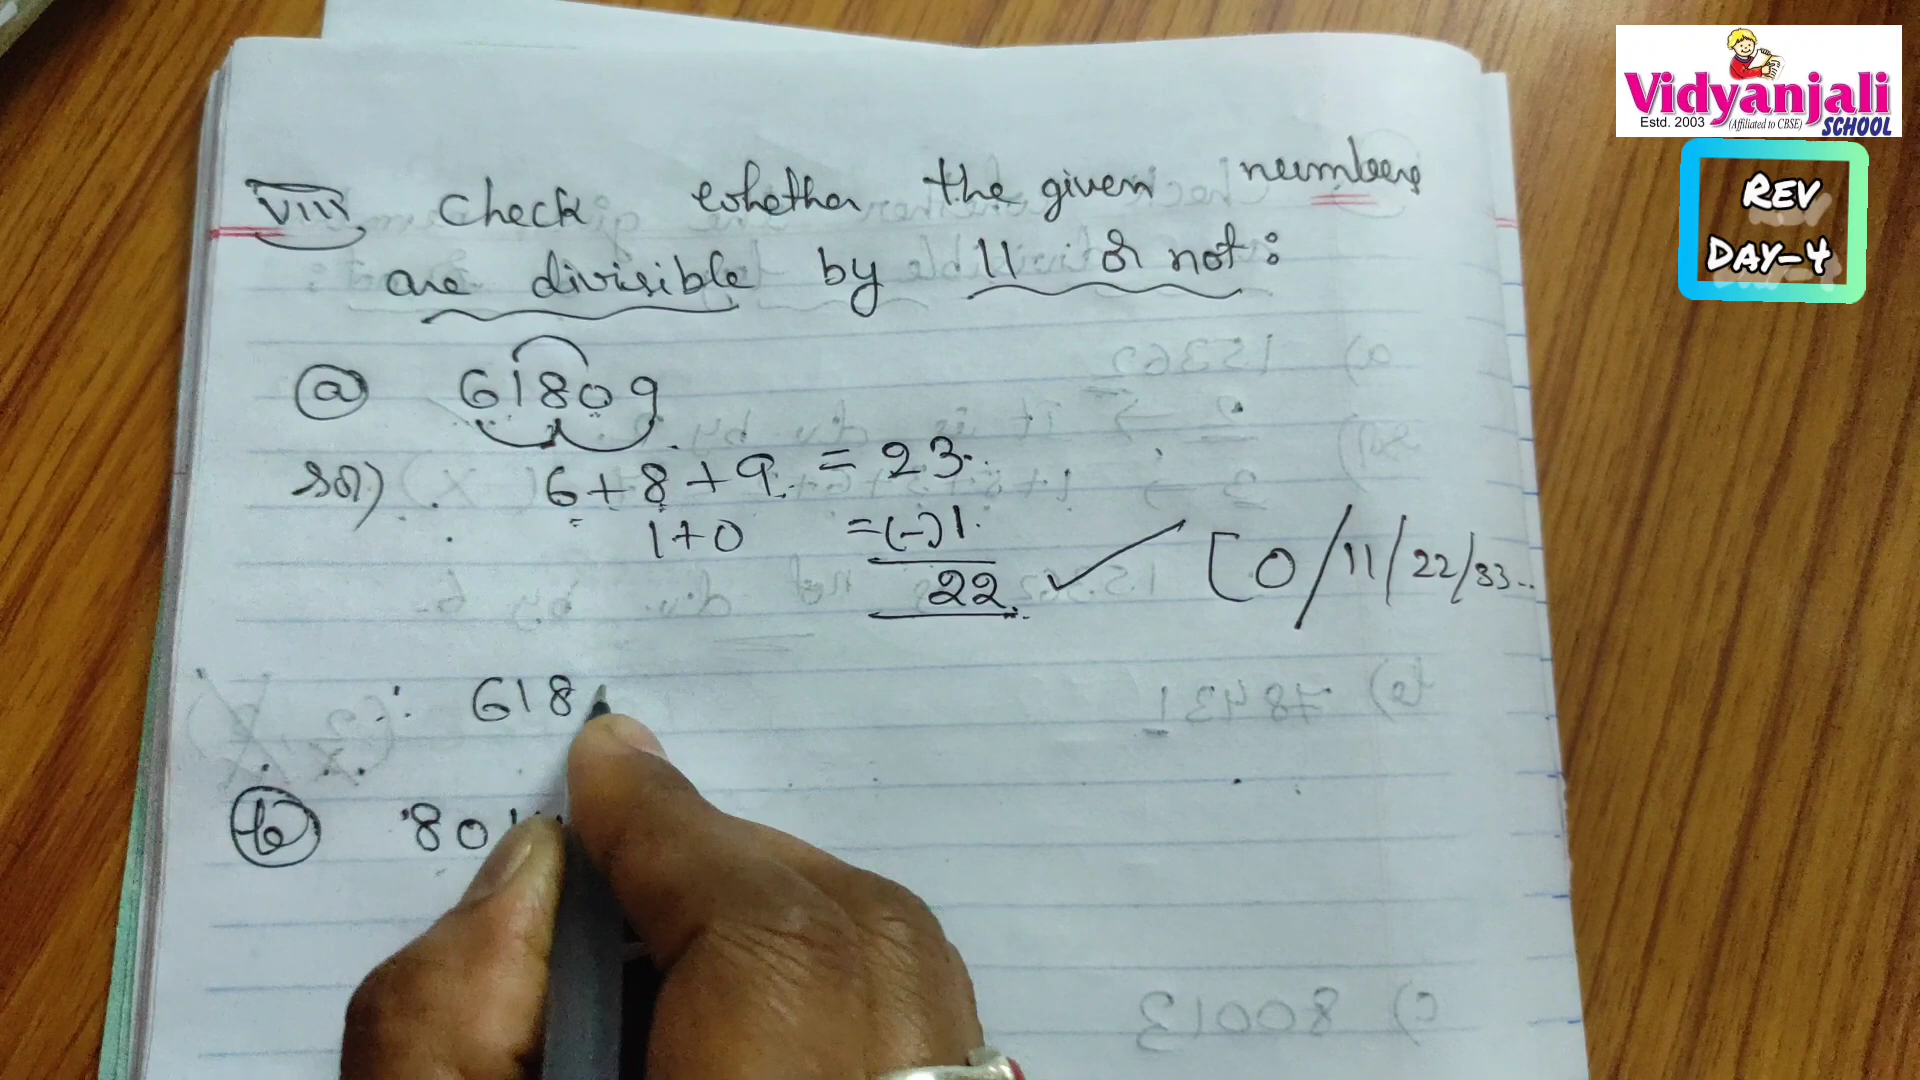 Vidyanjali
Estd. 2003 (Affiliated to CBSE) SCHOOL
REV
DAY-4
VIII Check whether the given numbers
are divisible by 11 or not:
(a) 61809
Sol) 6+8+9 = 23
1+0 =(-)1
22 ✓ [0/11/22/33..
∴ 618
(b) 801